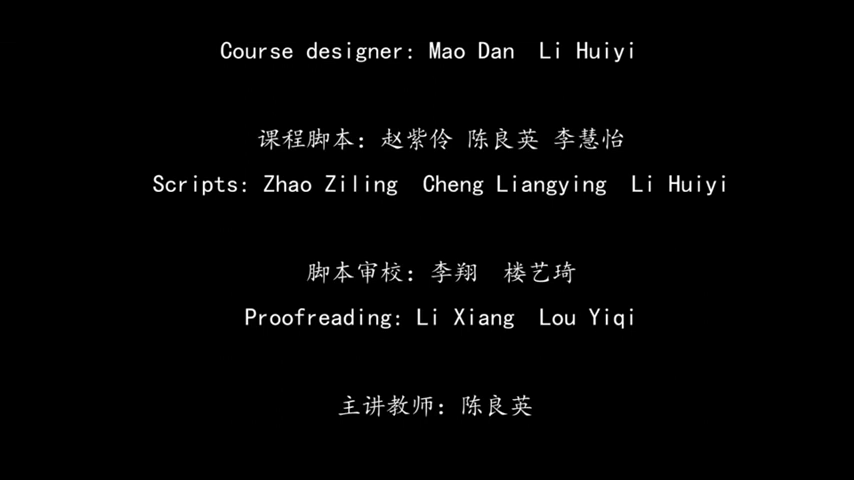 Course designer: Mao Dan  Li Huiyi
课程脚本：赵紫伶 陈良英 李慧怡
Scripts: Zhao Ziling  Cheng Liangying  Li Huiyi
脚本审校：李翔  楼艺琦
Proofreading: Li Xiang  Lou Yiqi
主讲教师：陈良英